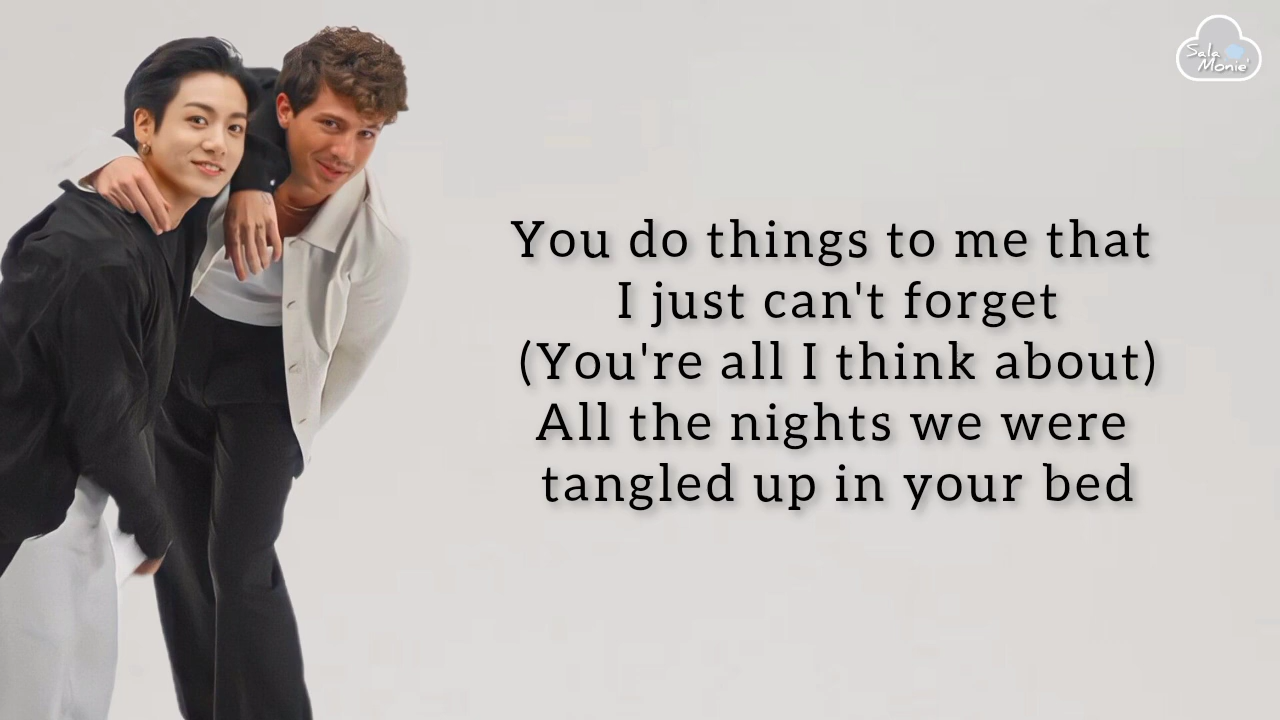 Sala
Monie'
You do things to me that
I just can't forget
(You're all I think about)
All the nights we were
tangled up in your bed